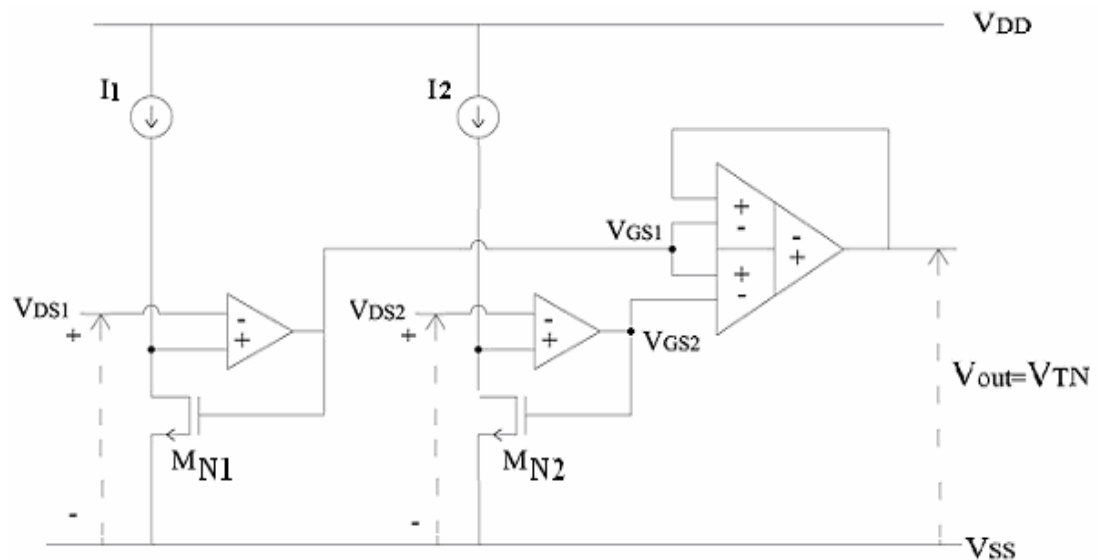 VDD
I1
I2
+
-
VGS1
-
+
+
-
VDS1
+
-
+
VDS2
+
-
+
VGS2
Vout=VTN
MN1
MN2
-
-
VSS